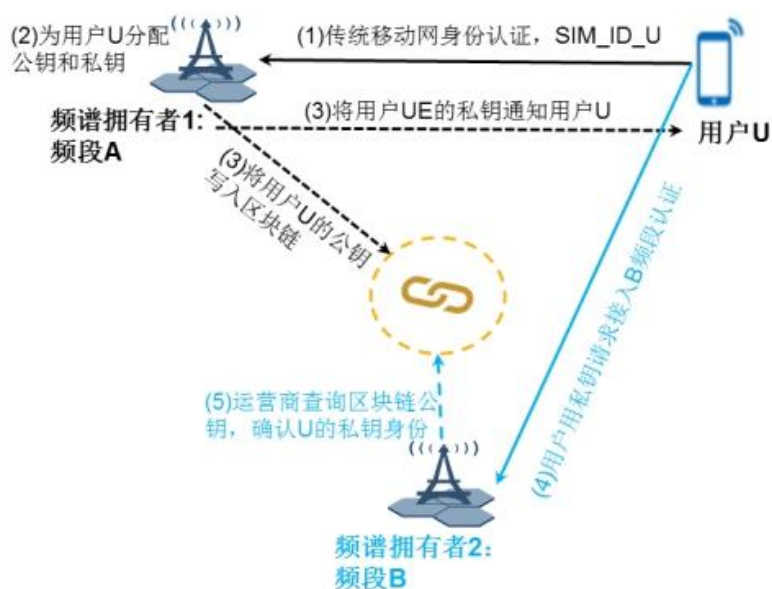 (2)为用户U分配
公钥和私钥
(1)传统移动网身份认证，SIM_ID_U
频谱拥有者1:
频段A
(3)将用户UE的私钥通知用户U
用户U
(3)将用户U的公钥
写入区块链
(4)用户用私钥请求接入B频段认证
(5)运营商查询区块链公
钥，确认U的私钥身份
频谱拥有者2：
频段B